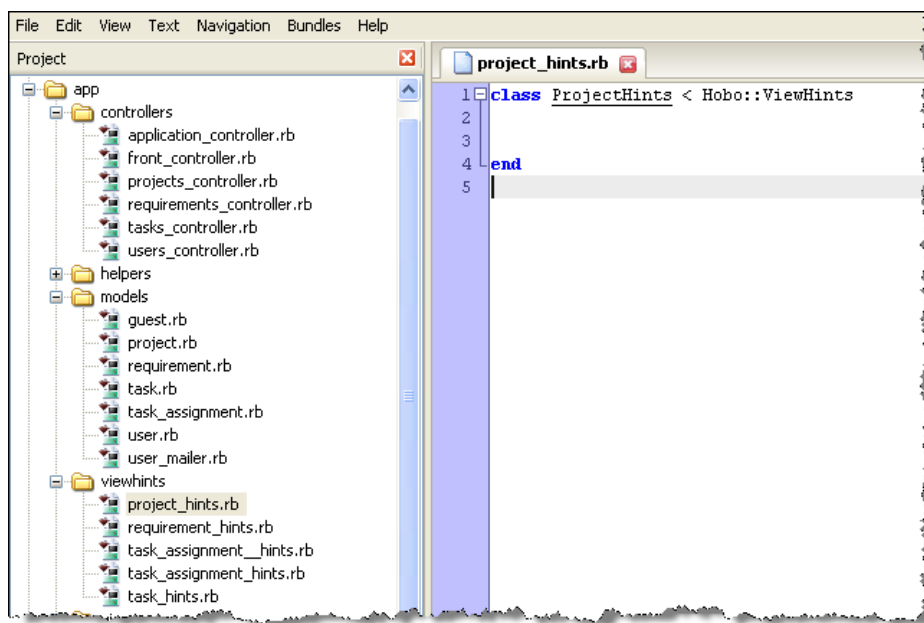 File Edit View Text Navigation Bundles Help
Project
app
controllers
application_controller.rb
front_controller.rb
projects_controller.rb
requirements_controller.rb
tasks_controller.rb
users_controller.rb
helpers
models
guest.rb
project.rb
requirement.rb
task.rb
task_assignment.rb
user.rb
user_mailer.rb
viewhints
project_hints.rb
requirement_hints.rb
task_assignment__hints.rb
task_assignment_hints.rb
task_hints.rb
project_hints.rb
1 class ProjectHints < Hobo::ViewHints
2
3
4 end
5